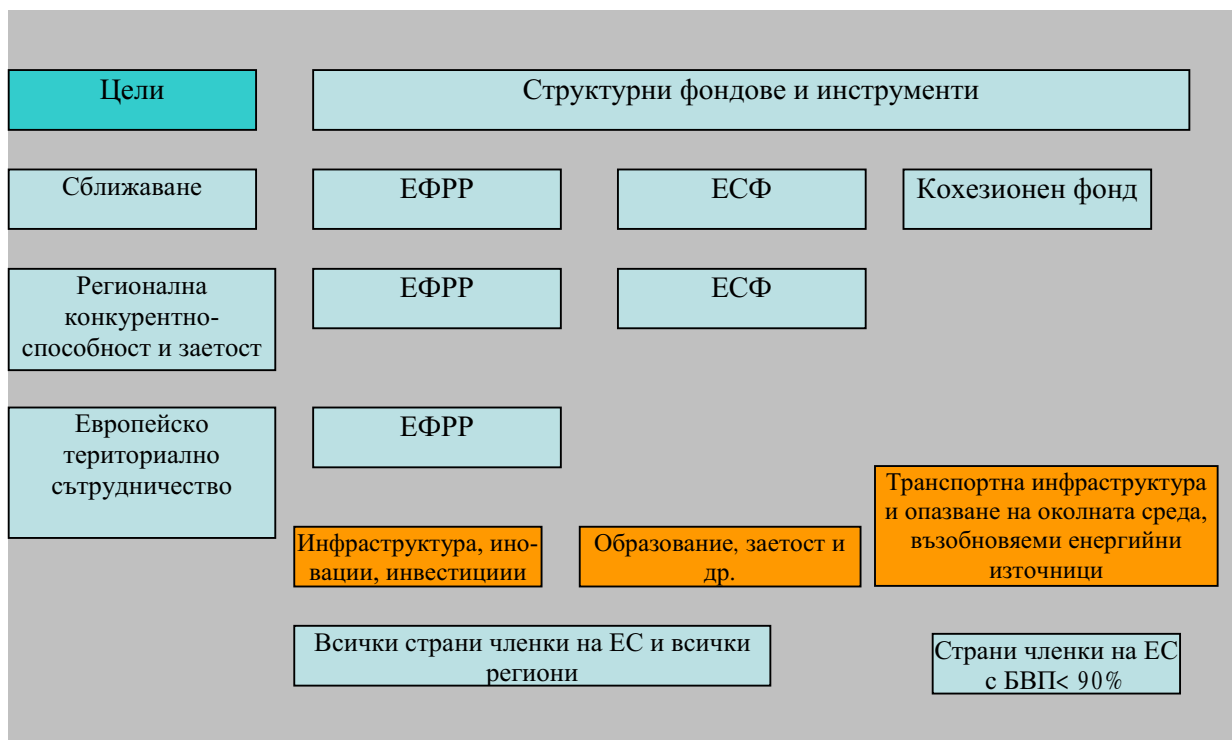 Цели
Структурни фондове и инструменти
Сближаване
ЕФРР
ЕСФ
Кохезионен фонд
Регионална
конкурентно-
способност и заетост
ЕФРР
ЕСФ
Европейско
териториално
сътрудничество
ЕФРР
Инфраструктура, ино-
вации, инвестициии
Образование, заетост и
др.
Транспортна инфраструктура
и опазване на околната среда,
възобновяеми енергийни
източници
Всички страни членки на ЕС и всички
региони
Страни членки на ЕС
с БВП< 90%